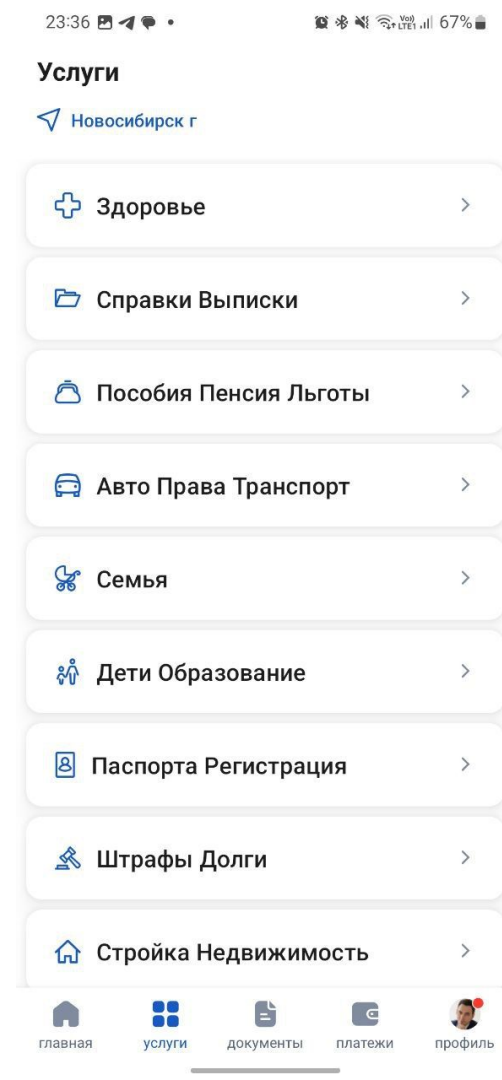 23:36 67%
Услуги
Новосибирск г
Здоровье
Справки Выписки
Пособия Пенсия Льготы
Авто Права Транспорт
Семья
Дети Образование
Паспорта Регистрация
Штрафы Долги
Стройка Недвижимость
главная услуги документы платежи профиль